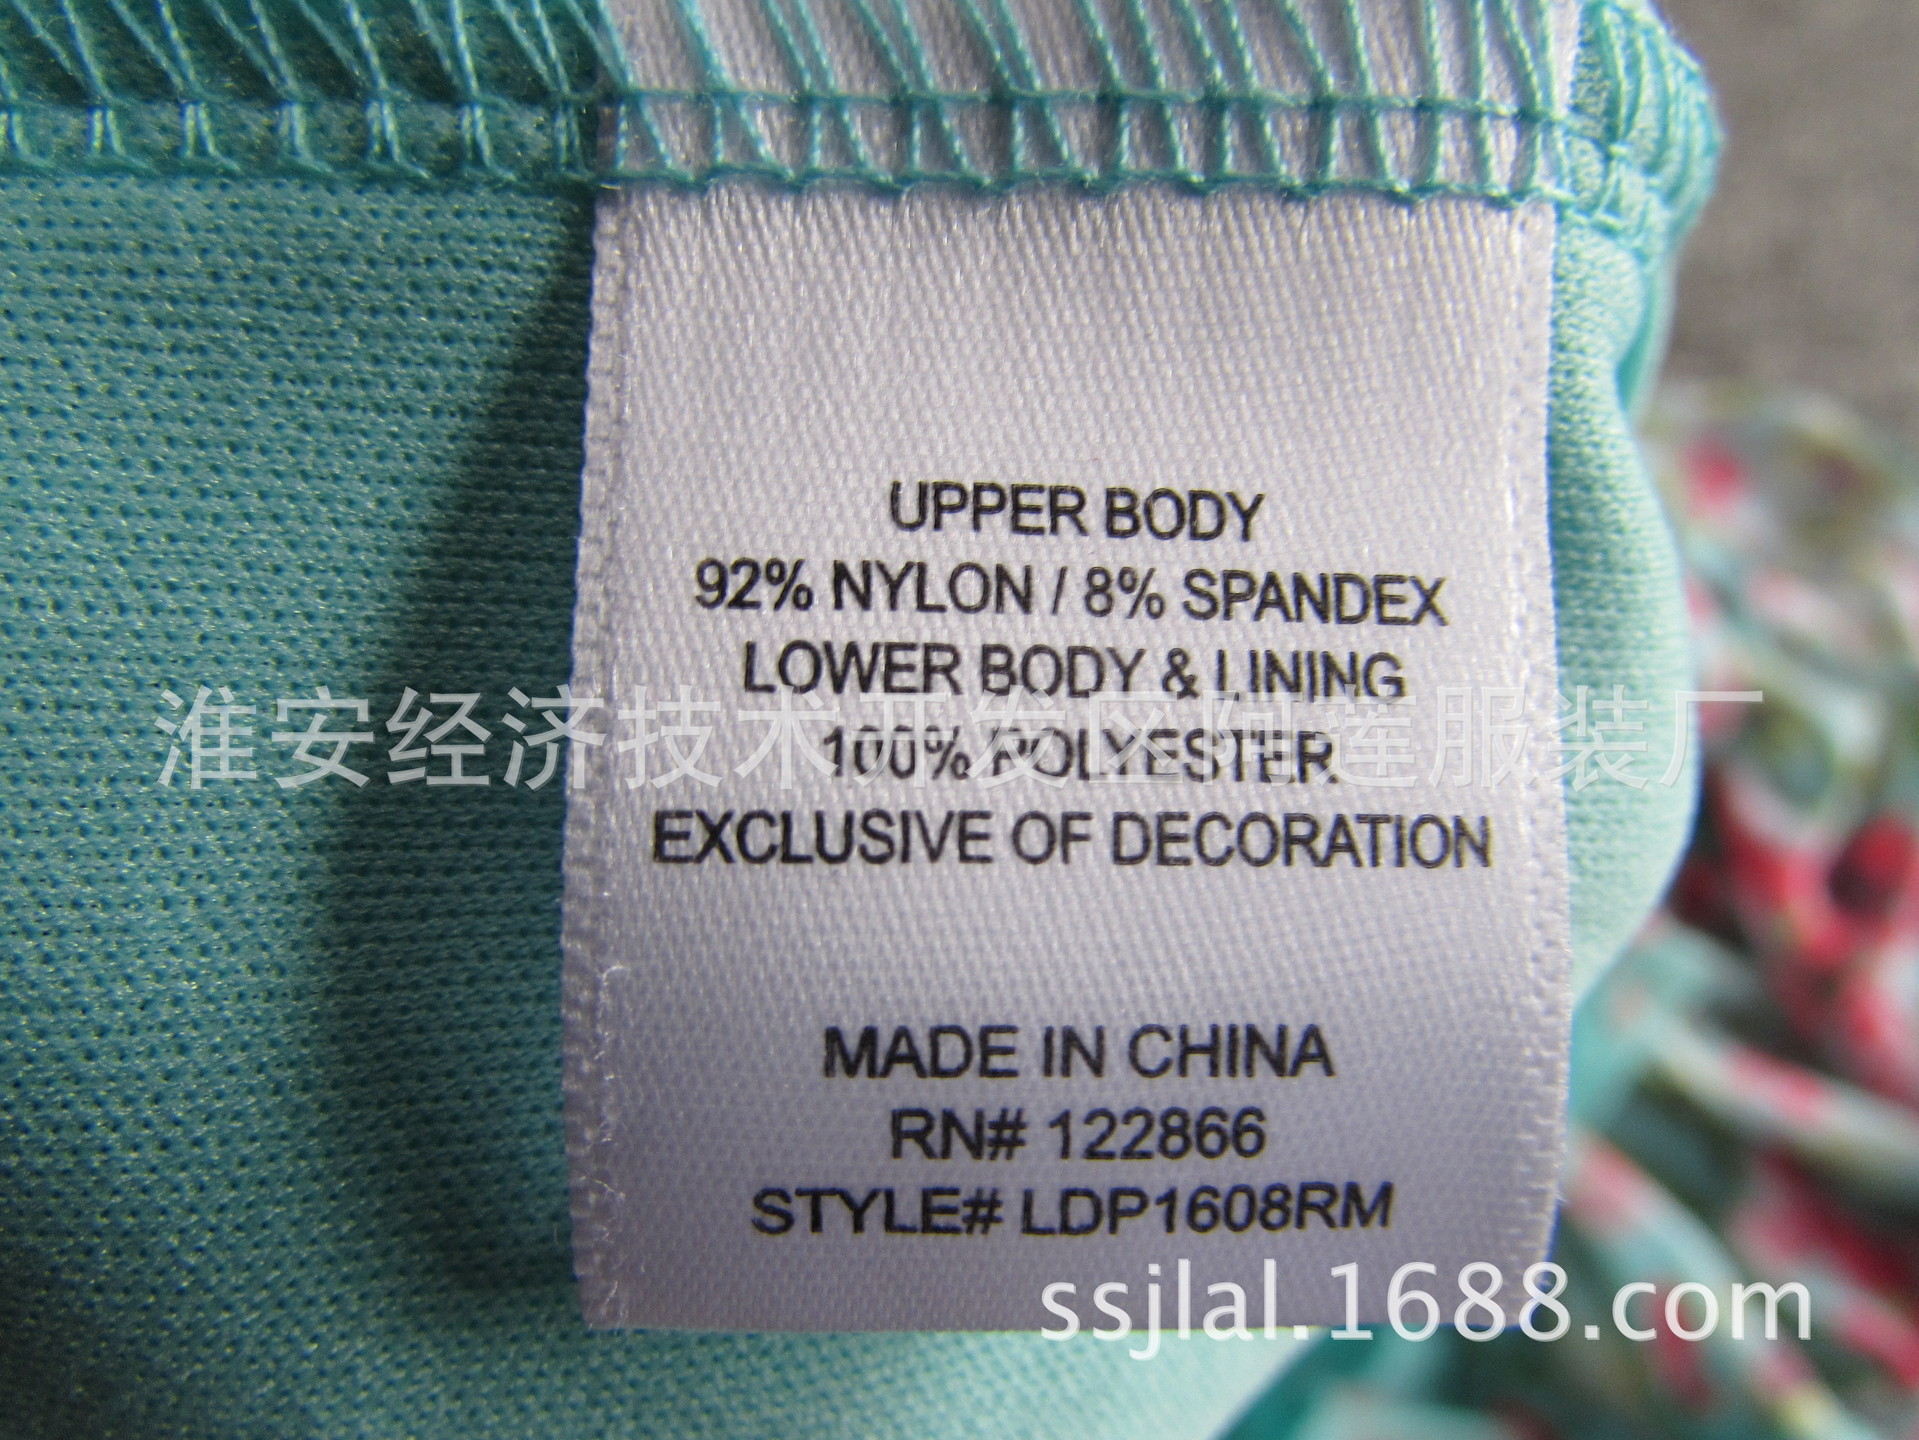 UPPER BODY
92% NYLON / 8% SPANDEX
LOWER BODY & LINING
淮安经济技术开发区阿莲服装厂
100% POLYESTER
EXCLUSIVE OF DECORATION
MADE IN CHINA
RN# 122866
STYLE# LDP1608RM
ssjlal.1688.com